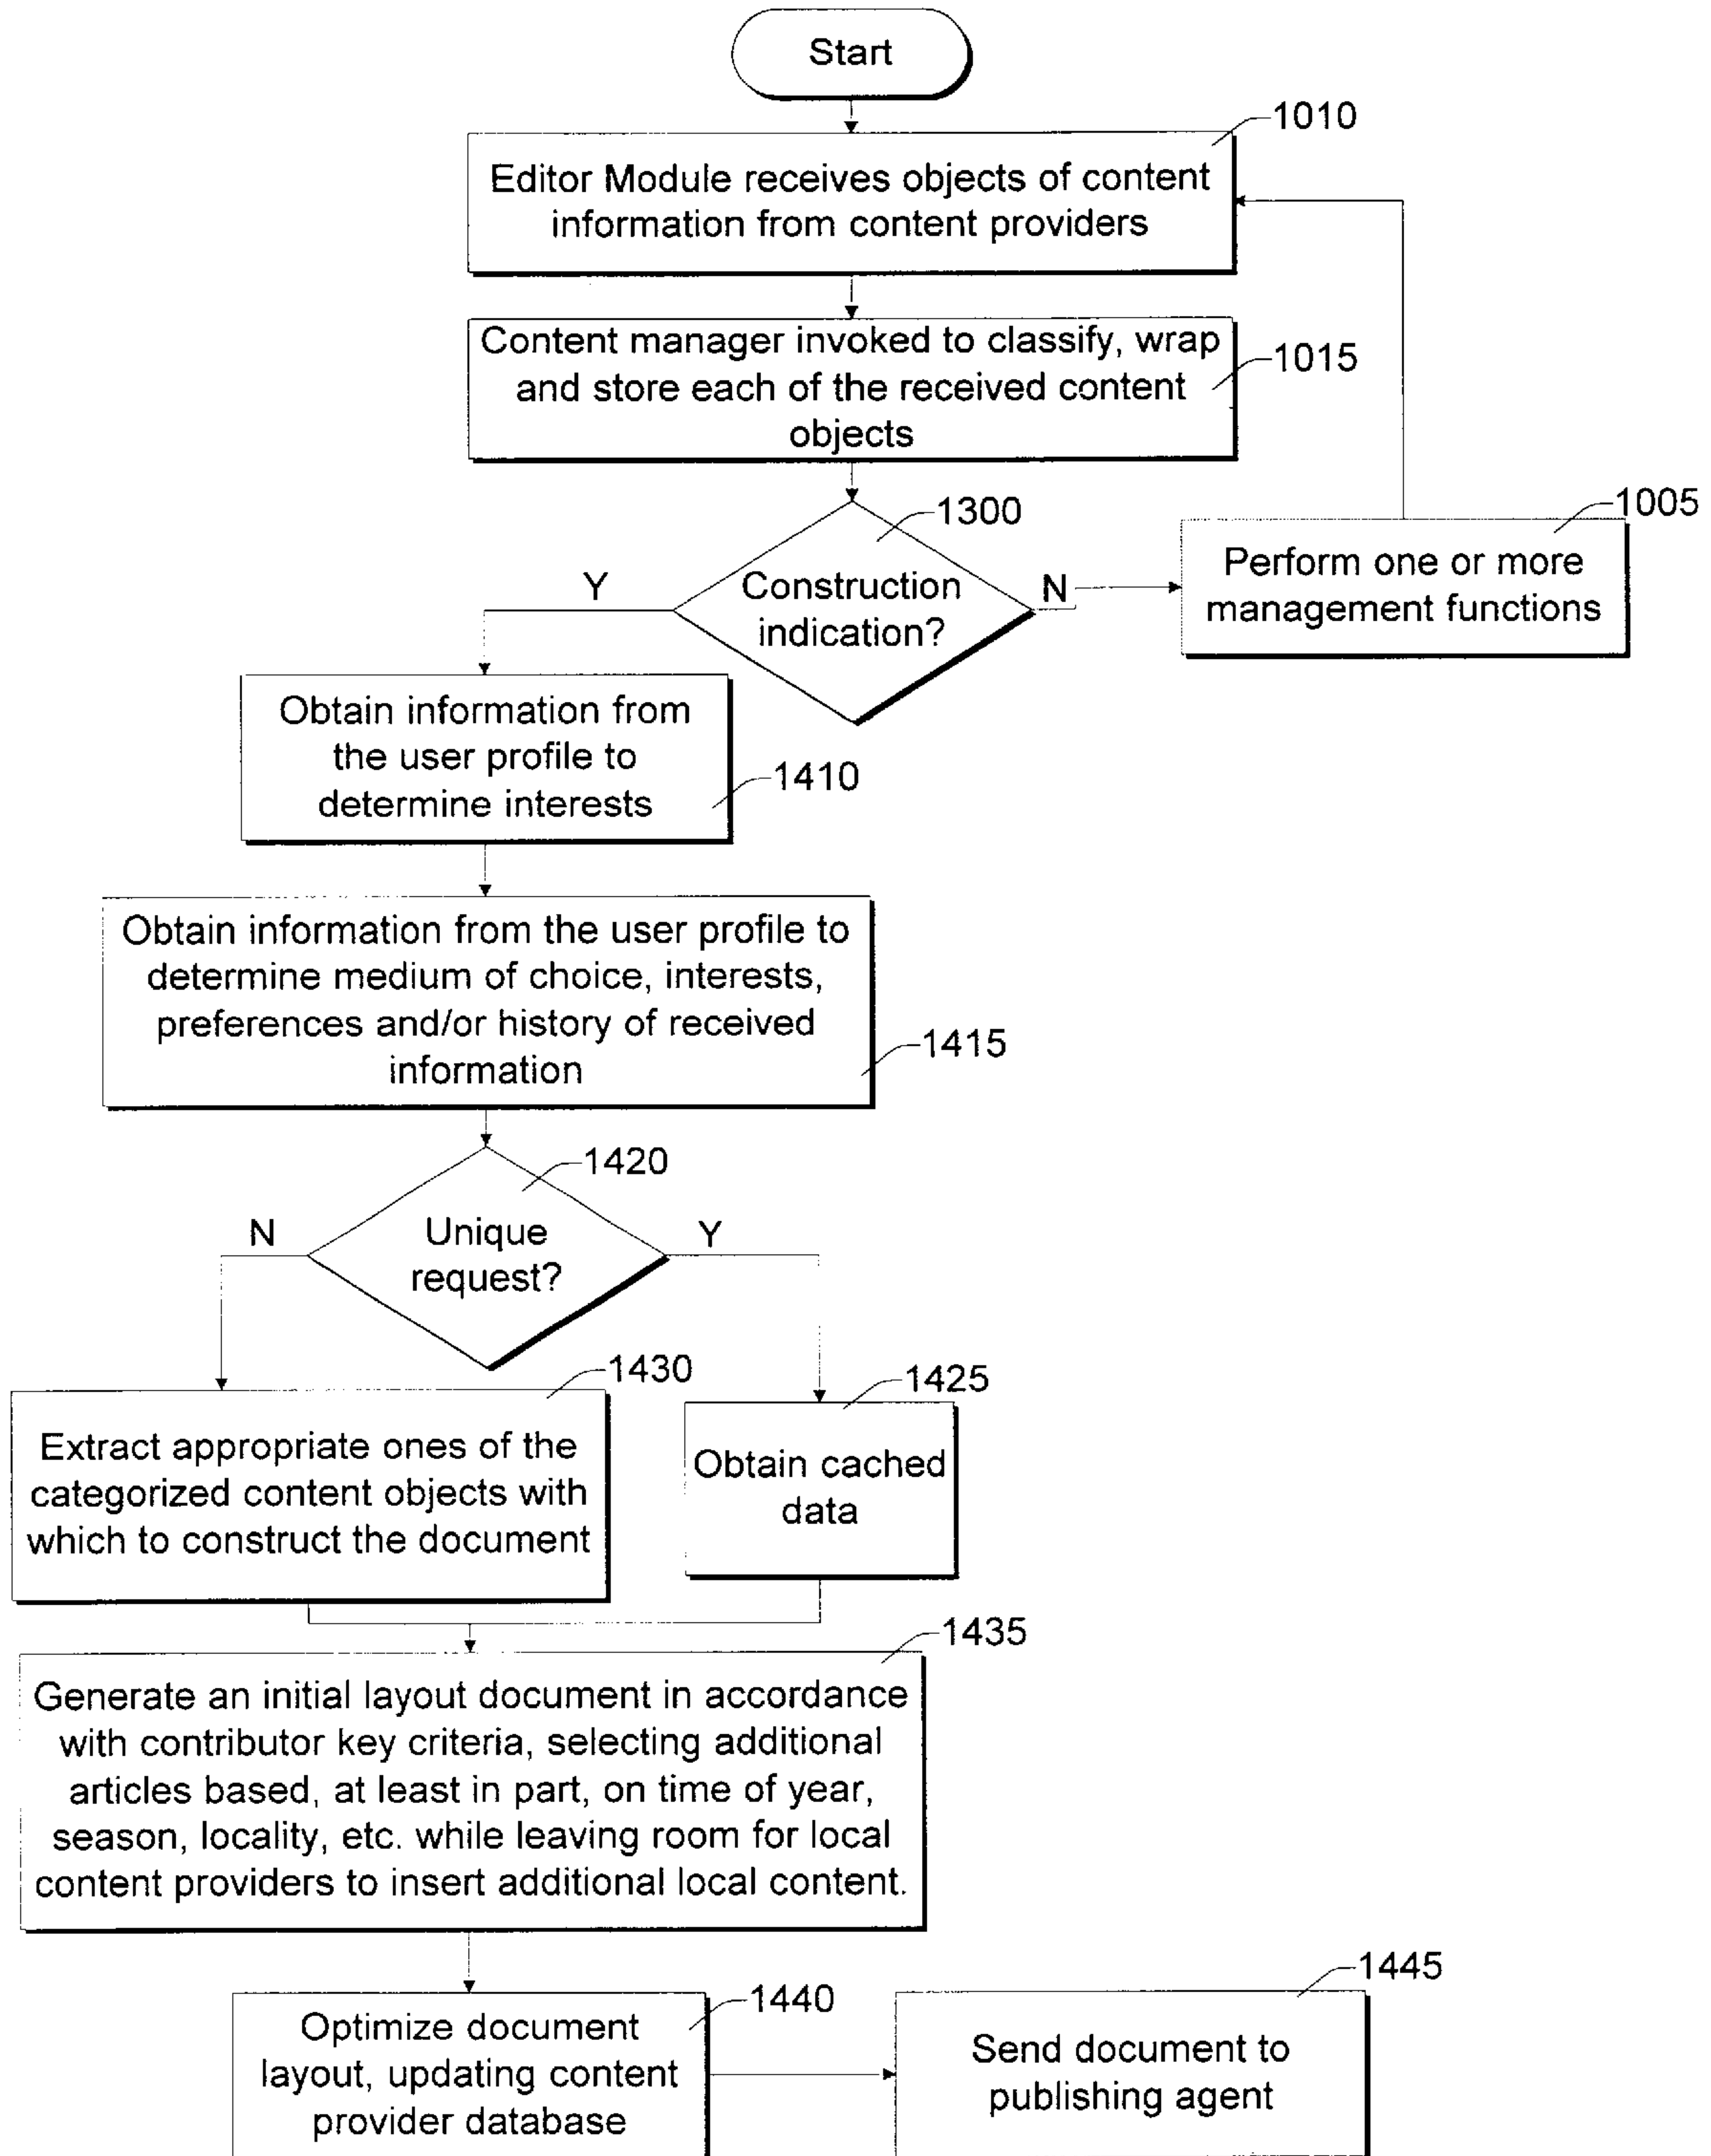 Start
1010
Editor Module receives objects of content
information from content providers
Content manager invoked to classify, wrap
and store each of the received content
objects
1015
1300
Construction
indication?
Y
N
1005
Perform one or more
management functions
Obtain information from
the user profile to
determine interests
1410
Obtain information from the user profile to
determine medium of choice, interests,
preferences and/or history of received
information
1415
1420
Unique
request?
N
Y
1430
Extract appropriate ones of the
categorized content objects with
which to construct the document
1425
Obtain cached
data
1435
Generate an initial layout document in accordance
with contributor key criteria, selecting additional
articles based, at least in part, on time of year,
season, locality, etc. while leaving room for local
content providers to insert additional local content.
1440
Optimize document
layout, updating content
provider database
1445
Send document to
publishing agent